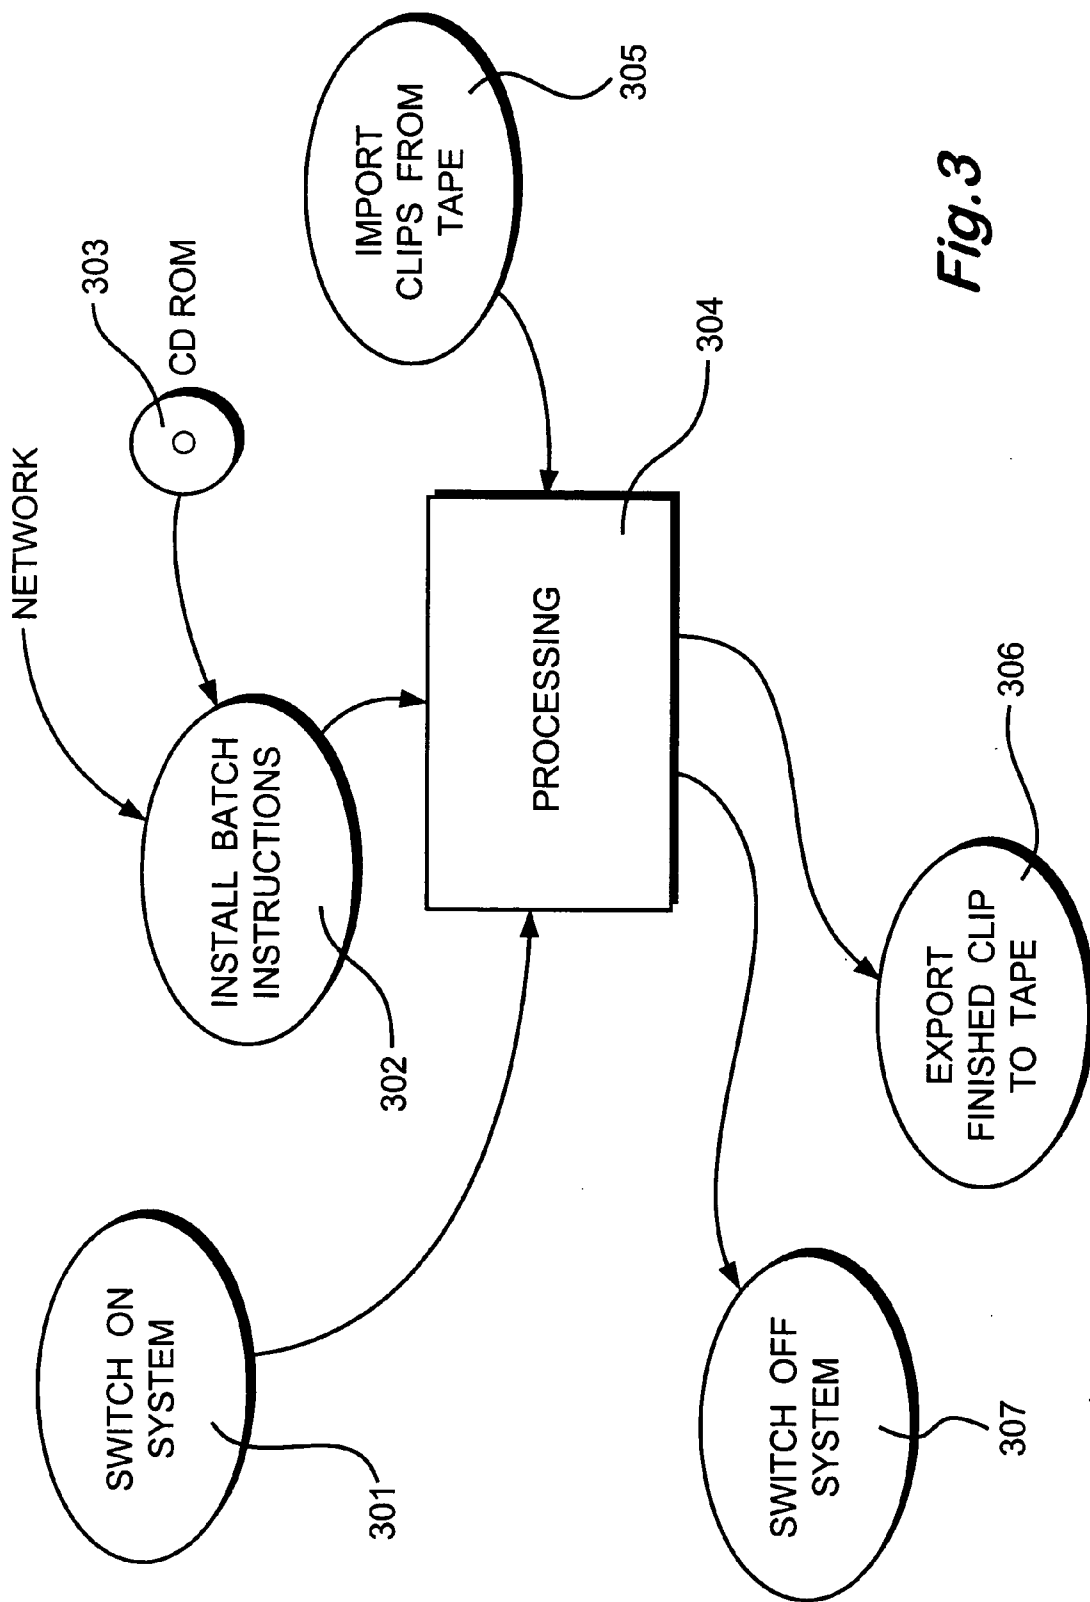 NETWORK
303
CD ROM
SWITCH ON
SYSTEM
301
INSTALL BATCH
INSTRUCTIONS
302
IMPORT
CLIPS FROM
TAPE
305
PROCESSING
304
SWITCH OFF
SYSTEM
307
EXPORT
FINISHED CLIP
TO TAPE
306
Fig.3